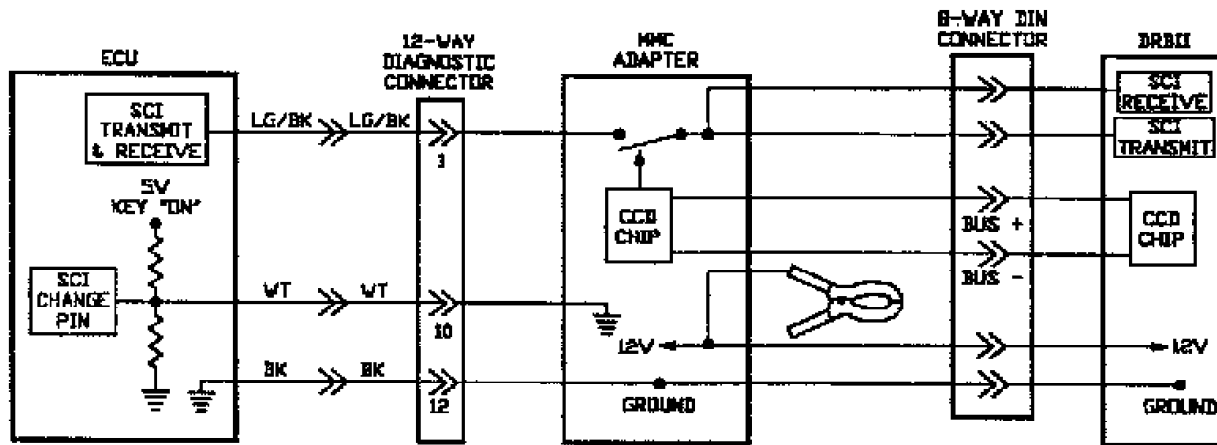 ECU
12-WAY
DIAGNOSTIC
CONNECTOR
MMC
ADAPTER
8-WAY DIN
CONNECTOR
DRBII
SCI
TRANSMIT
& RECEIVE
LG/BK
LG/BK
1
SCI
RECEIVE
SCI
TRANSMIT
5V
KEY "ON"
CCD
CHIP
BUS +
BUS -
CCD
CHIP
SCI
CHANGE
PIN
WT
WT
10
12V
12V
BK
BK
12
GROUND
GROUND